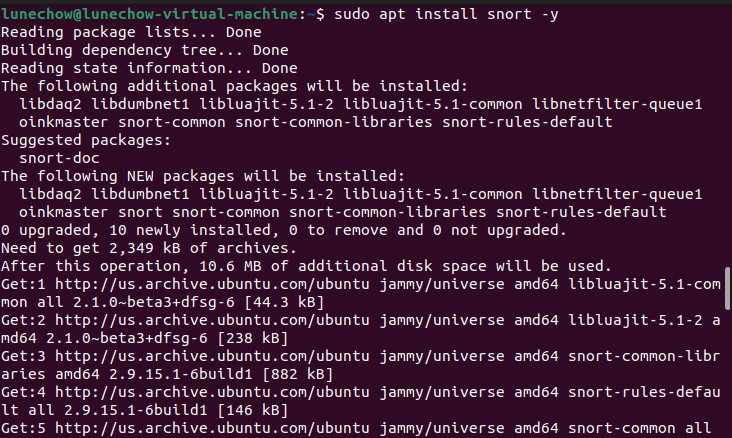 lunechow@lunechow-virtual-machine:~$ sudo apt install snort -y
Reading package lists... Done
Building dependency tree... Done
Reading state information... Done
The following additional packages will be installed:
  libdaq2 libdumbnet1 libluajit-5.1-2 libluajit-5.1-common libnetfilter-queue1
  oinkmaster snort-common snort-common-libraries snort-rules-default
Suggested packages:
  snort-doc
The following NEW packages will be installed:
  libdaq2 libdumbnet1 libluajit-5.1-2 libluajit-5.1-common libnetfilter-queue1
  oinkmaster snort snort-common snort-common-libraries snort-rules-default
0 upgraded, 10 newly installed, 0 to remove and 0 not upgraded.
Need to get 2,349 kB of archives.
After this operation, 10.6 MB of additional disk space will be used.
Get:1 http://us.archive.ubuntu.com/ubuntu jammy/universe amd64 libluajit-5.1-com
mon all 2.1.0~beta3+dfsg-6 [44.3 kB]
Get:2 http://us.archive.ubuntu.com/ubuntu jammy/universe amd64 libluajit-5.1-2 a
md64 2.1.0~beta3+dfsg-6 [238 kB]
Get:3 http://us.archive.ubuntu.com/ubuntu jammy/universe amd64 snort-common-libr
aries amd64 2.9.15.1-6build1 [882 kB]
Get:4 http://us.archive.ubuntu.com/ubuntu jammy/universe amd64 snort-rules-defau
lt all 2.9.15.1-6build1 [146 kB]
Get:5 http://us.archive.ubuntu.com/ubuntu jammy/universe amd64 snort-common all